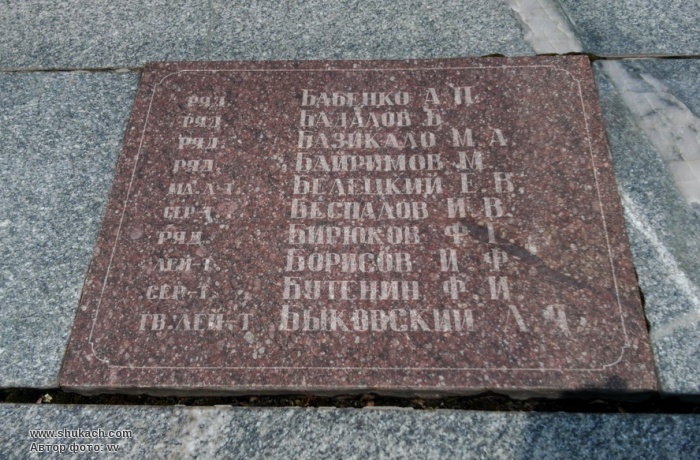 РЯД. БАБЕНКО А.П.
РЯД. БАДАЛОВ Б.
РЯД. БАЗИКАЛО М.А.
РЯД. БАИРИМОВ М.
МЛ.Л-Т. БЕЛЕЦКИЙ Е.В.
СЕР-Т. БЕСПАЛОВ И.В.
РЯД. БИРЮКОВ Ф.
ЛЕЙ-Т. БОРИСОВ И.Ф.
СЕР-Т. БУТЕНИН Ф.И.
ГВ.ЛЕЙ-Т БЫКОВСКИЙ
www.shukach.com
Автор фото: vv